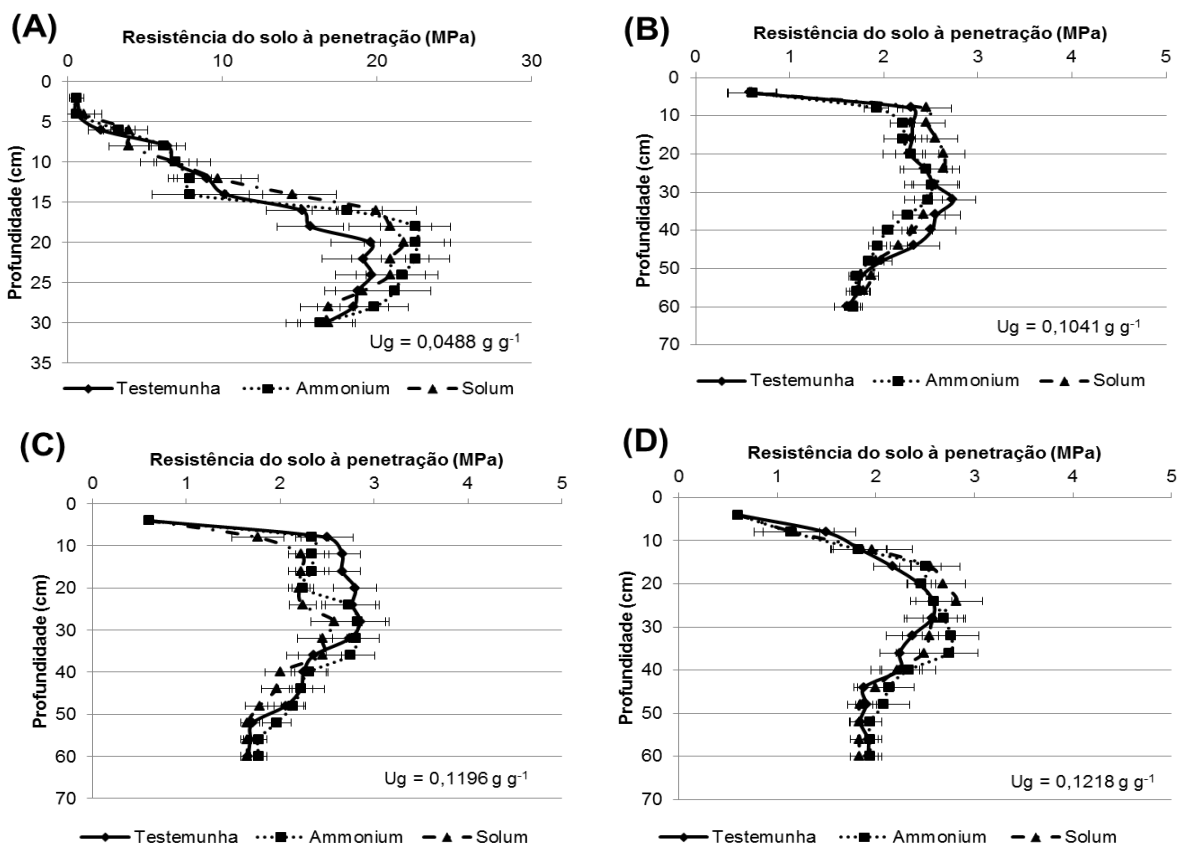 (A)
Resistência do solo à penetração (MPa)
0 10 20 30
Profundidade (cm)
0
5
10
15
20
25
30
35
Ug = 0,0488 g g⁻¹
Testemunha Ammonium Solum
(B)
Resistência do solo à penetração (MPa)
0 1 2 3 4 5
Profundidade (cm)
0
10
20
30
40
50
60
70
Ug = 0,1041 g g⁻¹
Testemunha Ammonium Solum
(C)
Resistência do solo à penetração (MPa)
0 1 2 3 4 5
Profundidade (cm)
0
10
20
30
40
50
60
70
Ug = 0,1196 g g⁻¹
Testemunha Ammonium Solum
(D)
Resistência do solo à penetração (MPa)
0 1 2 3 4 5
Profundidade (cm)
0
10
20
30
40
50
60
70
Ug = 0,1218 g g⁻¹
Testemunha Ammonium Solum